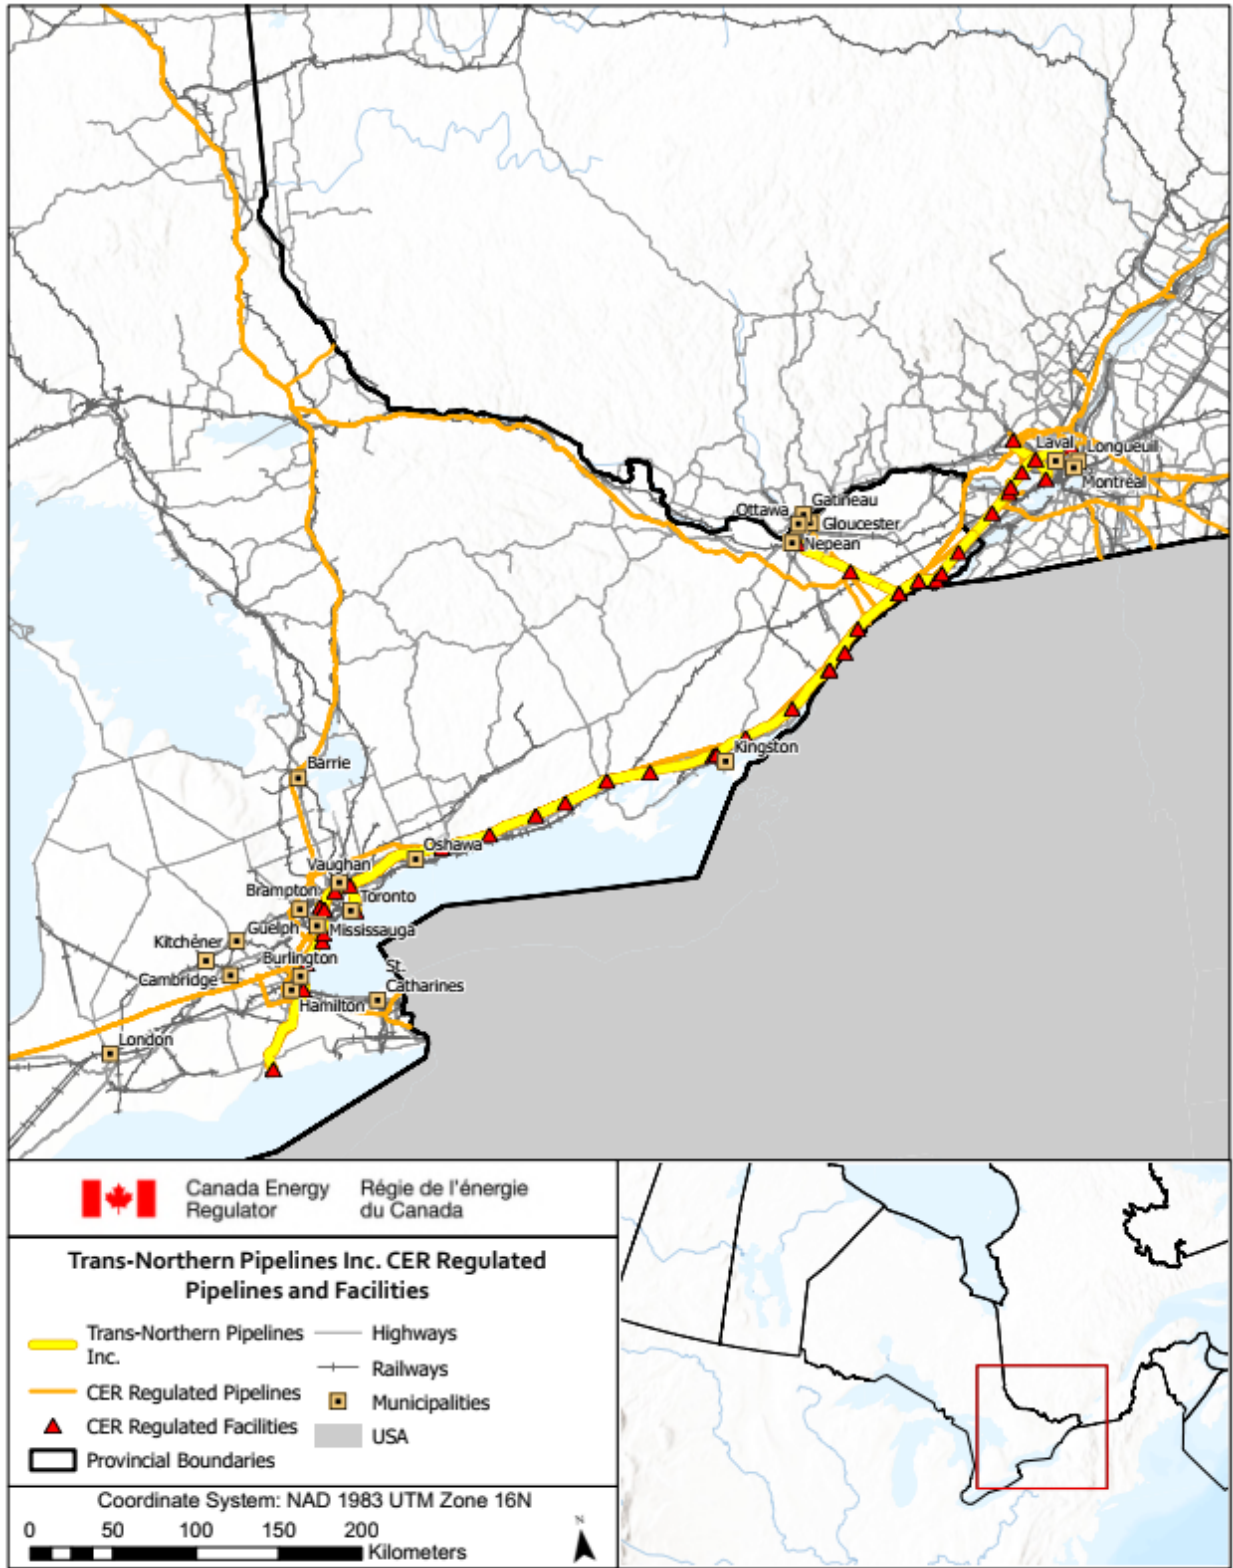 Laval
Longueuil
Montréal
Gatineau
Ottawa
Gloucester
Nepean
Kingston
Barrie
Oshawa
Vaughan
Brampton
Toronto
Guelph
Mississauga
Kitchener
Burlington
Cambridge
St.
Catharines
Hamilton
London
Canada Energy
Regulator
Régie de l'énergie
du Canada
Trans-Northern Pipelines Inc. CER Regulated
Pipelines and Facilities
Trans-Northern Pipelines
Inc.
CER Regulated Pipelines
CER Regulated Facilities
Provincial Boundaries
Highways
Railways
Municipalities
USA
Coordinate System: NAD 1983 UTM Zone 16N
0 50 100 150 200
Kilometers
N